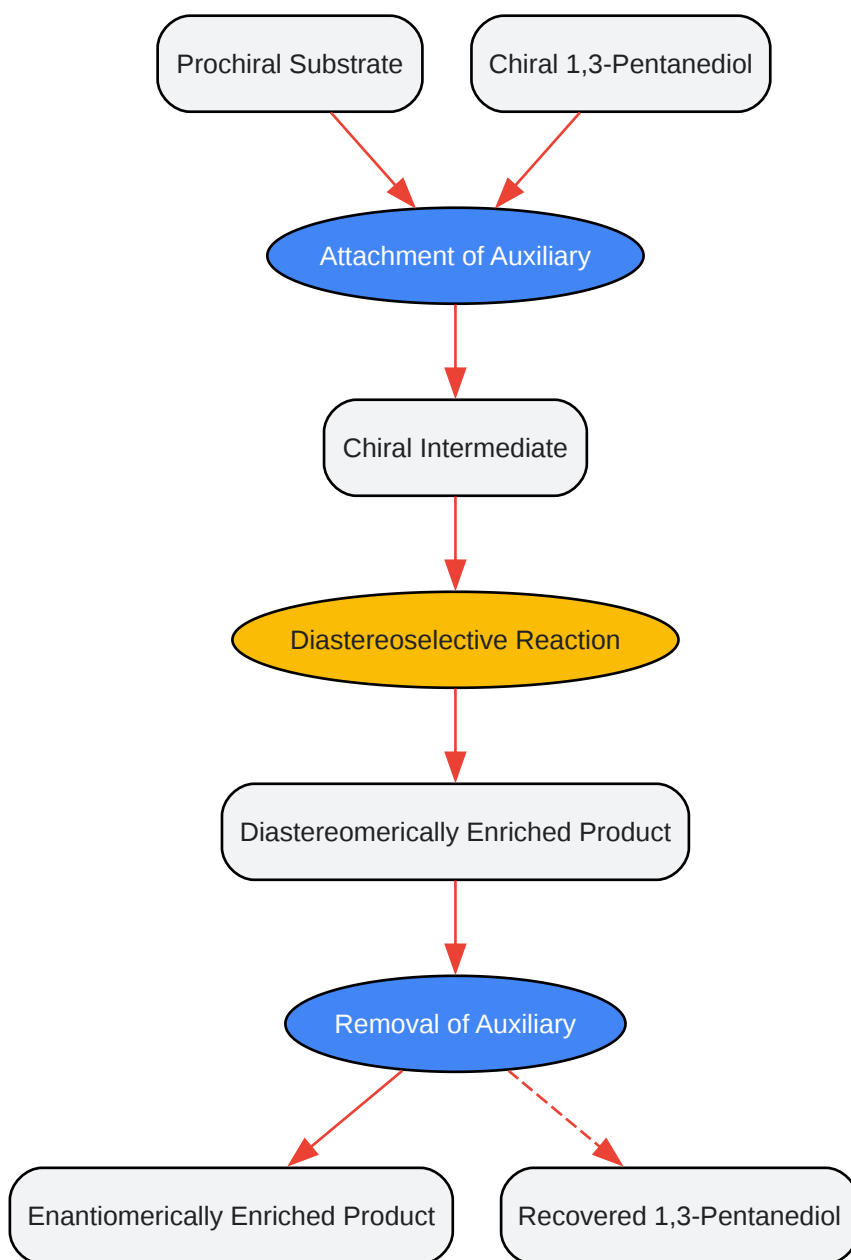 Prochiral Substrate
Chiral 1,3-Pentanediol
Attachment of Auxiliary
Chiral Intermediate
Diastereoselective Reaction
Diastereomerically Enriched Product
Removal of Auxiliary
Enantiomerically Enriched Product
Recovered 1,3-Pentanediol